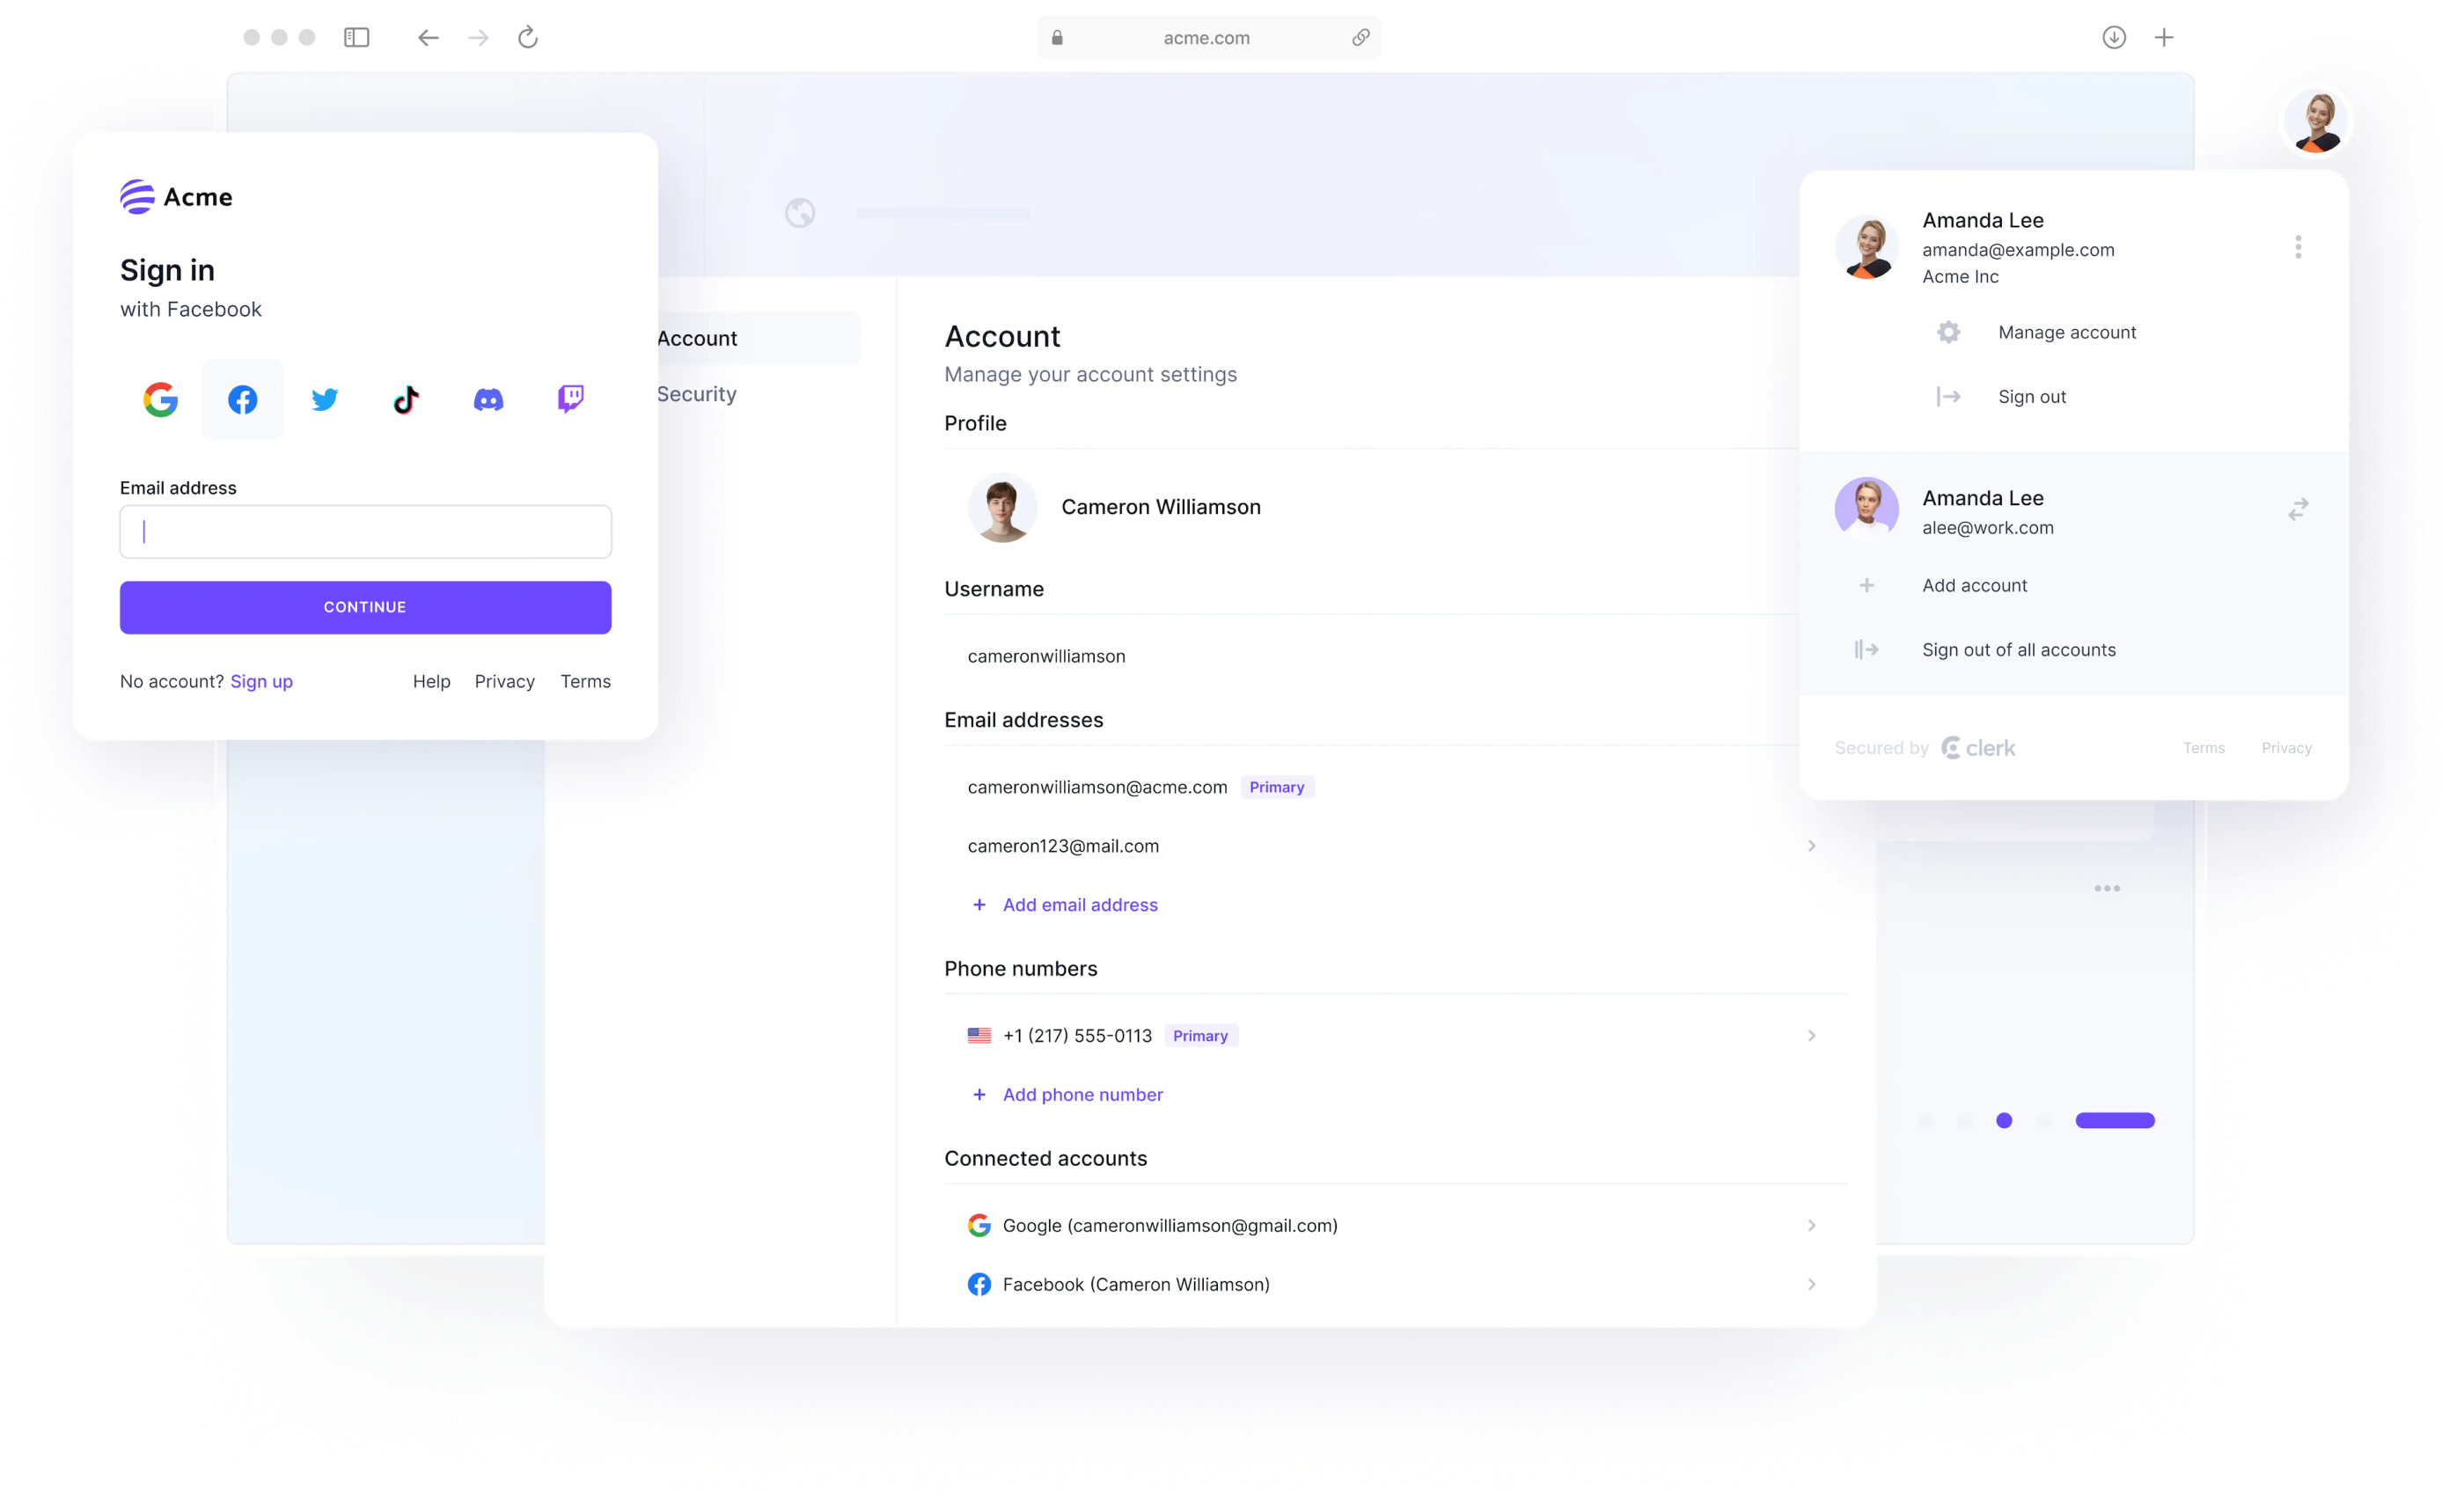 acme.com
Acme
Sign in
with Facebook
Email address
CONTINUE
No account? Sign up
Help
Privacy
Terms
Account
Security
Account
Manage your account settings
Profile
Cameron Williamson
Username
cameronwilliamson
Email addresses
cameronwilliamson@acme.com Primary
cameron123@mail.com
+ Add email address
Phone numbers
+1 (217) 555-0113 Primary
+ Add phone number
Connected accounts
Google (cameronwilliamson@gmail.com)
Facebook (Cameron Williamson)
Amanda Lee
amanda@example.com
Acme Inc
Manage account
Sign out
Amanda Lee
alee@work.com
+ Add account
Sign out of all accounts
Secured by clerk
Terms
Privacy